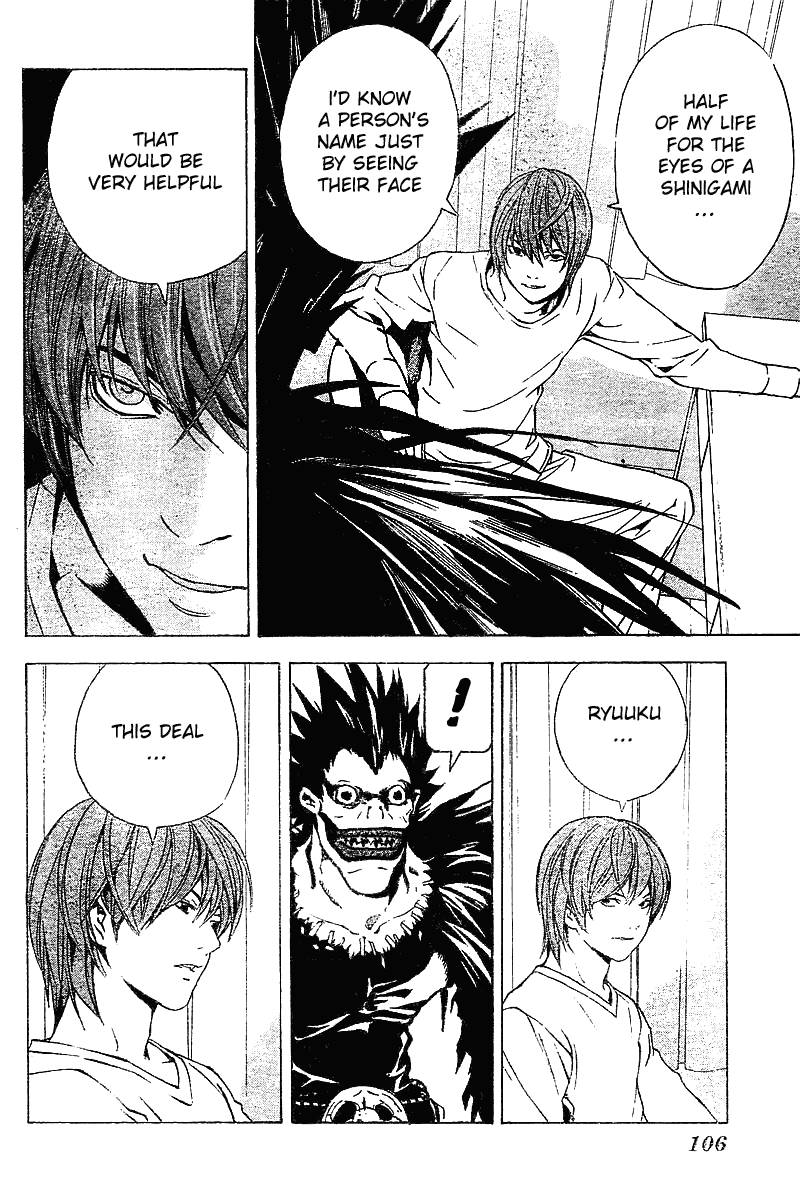 HALF
OF MY LIFE
FOR THE
EYES OF A
SHINIGAMI
...
I'D KNOW
A PERSON'S
NAME JUST
BY SEEING
THEIR FACE
THAT
WOULD BE
VERY HELPFUL
RYUUKU
...
!
THIS DEAL
...
106